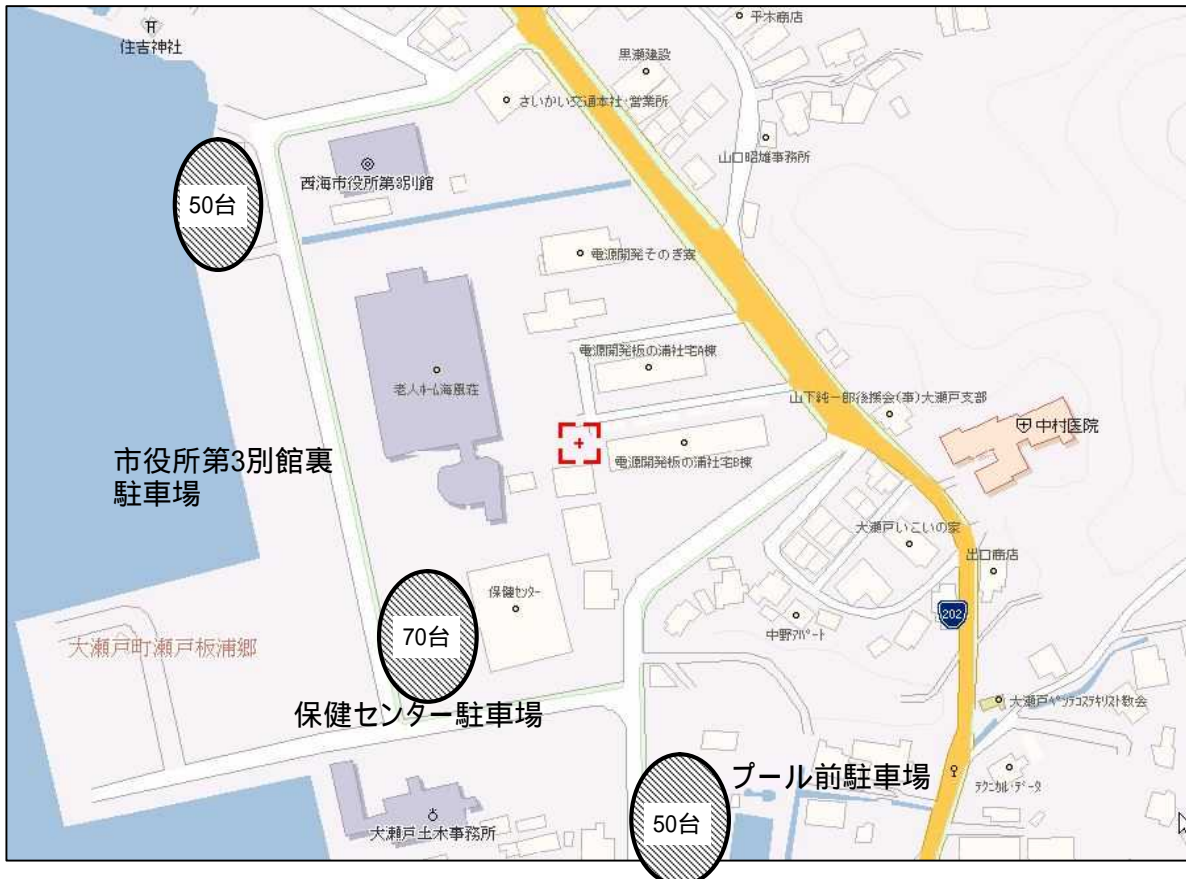 平木商店
住吉神社
黒瀬建設
さいかい交通本社・営業所
山口昭雄事務所
西海市役所第3別館
50台
電源開発そのぎ寮
電源開発板の浦社宅A棟
老人ホーム海風荘
山下純一郎後援会(事)大瀬戸支部
中村医院
電源開発板の浦社宅B棟
市役所第3別館裏
駐車場
大瀬戸いこいの家
出口商店
保健センター
202
70台
中野アパート
大瀬戸町瀬戸板浦郷
大瀬戸ペンテコステキリスト教会
保健センター駐車場
プール前駐車場
テクニカル・データ
50台
大瀬戸土木事務所